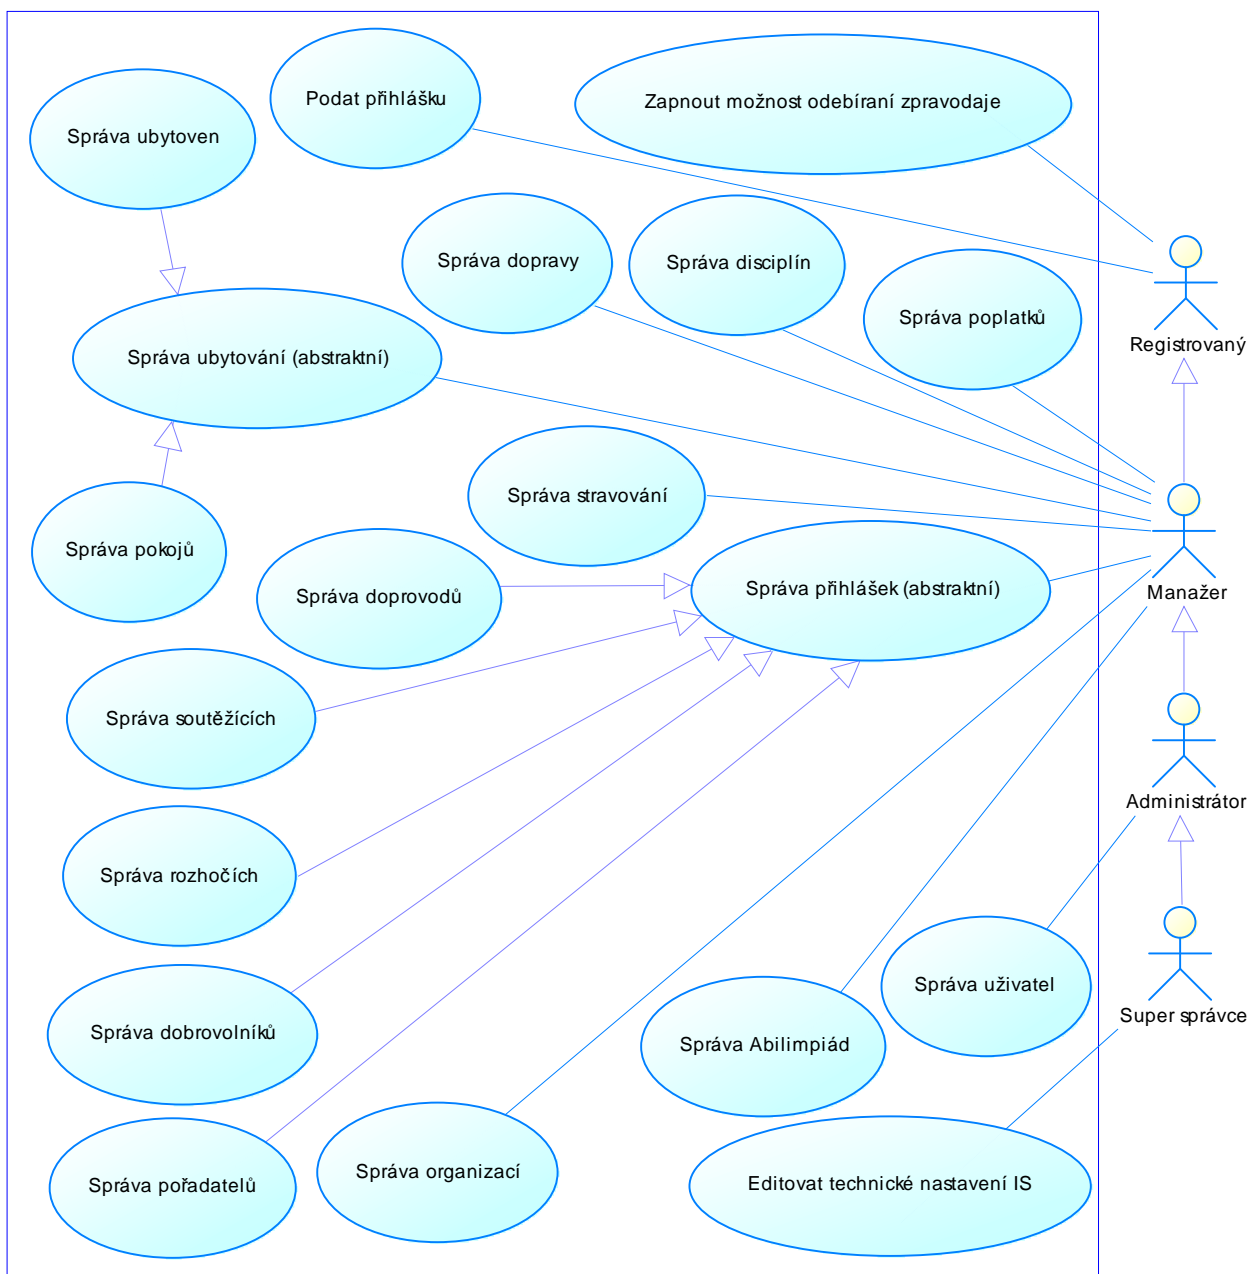 Podat přihlášku
Zapnout možnost odebíraní zpravodaje
Správa ubytoven
Správa dopravy
Správa disciplín
Správa poplatků
Registrovaný
Správa ubytování (abstraktní)
Správa stravování
Správa pokojů
Správa doprovodů
Správa přihlášek (abstraktní)
Manažer
Správa soutěžících
Administrátor
Správa rozhočích
Správa uživatel
Super správce
Správa dobrovolníků
Správa Abilimpiád
Správa pořadatelů
Správa organizací
Editovat technické nastavení IS